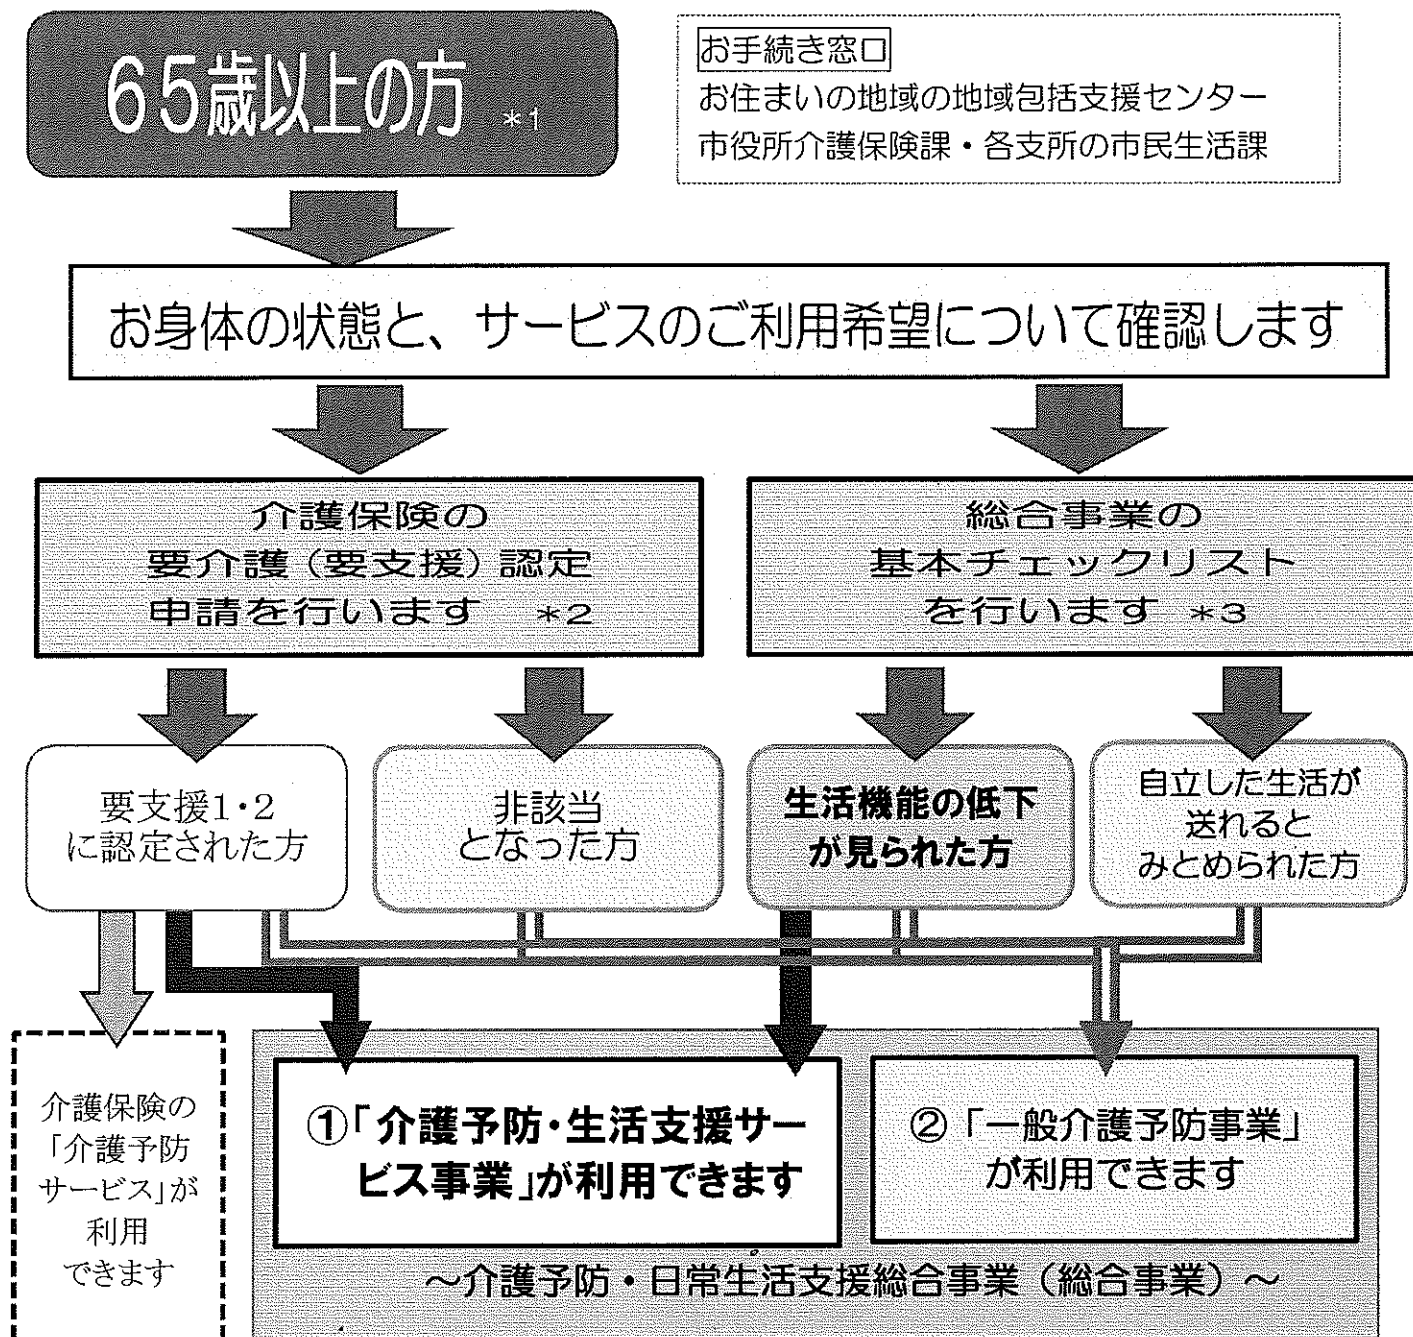 65歳以上の方 *1
お手続き窓口
お住まいの地域の地域包括支援センター
市役所介護保険課・各支所の市民生活課
お身体の状態と、サービスのご利用希望について確認します
介護保険の
要介護(要支援)認定
申請を行います *2
総合事業の
基本チェックリスト
を行います *3
要支援1・2
に認定された方
非該当
となった方
生活機能の低下
が見られた方
自立した生活が
送れると
みとめられた方
介護保険の
「介護予防
サービス」が
利用
できます
①「介護予防・生活支援サー
ビス事業」が利用できます
②「一般介護予防事業」
が利用できます
～介護予防・日常生活支援総合事業（総合事業）～